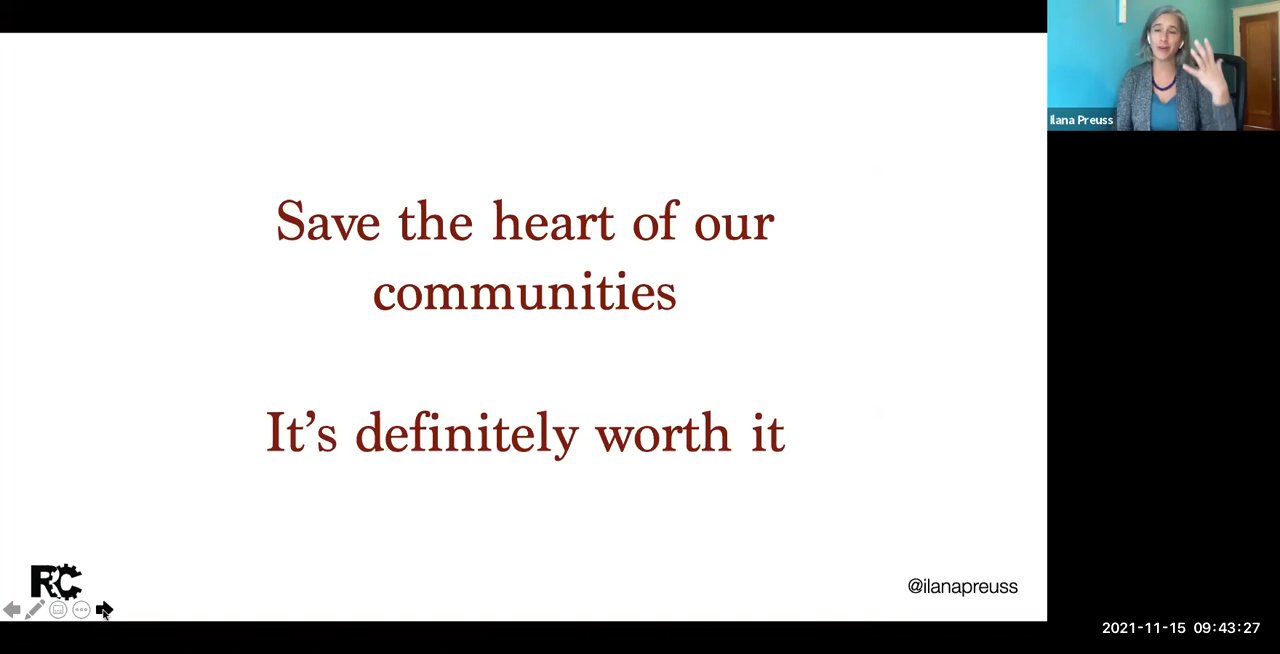 Save the heart of our
communities
It's definitely worth it
RC
@ilanapreuss
Ilana Preuss
2021-11-15 09:43:27